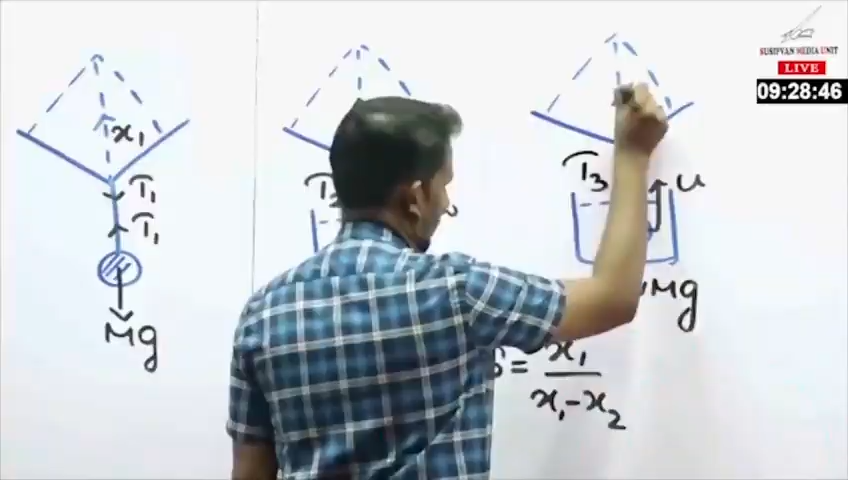 SUSIPVAN MEDIA UNIT
LIVE
09:28:46
x₁
T₁
T₁
Mg
T₃
u
Mg
= x₁
x₁-x₂